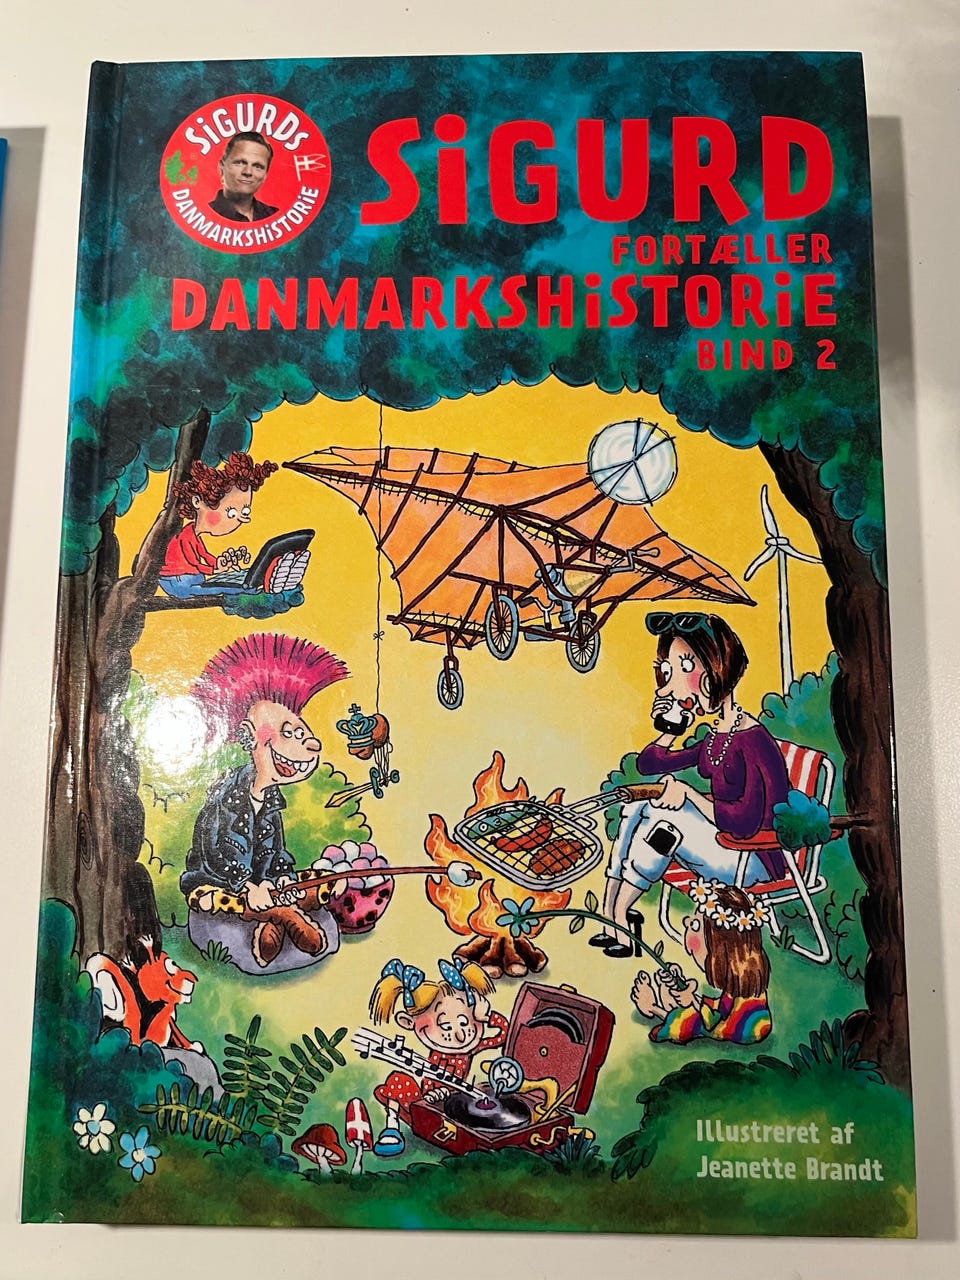 SiGURDS
DANMARKSHiSTORiE
SiGURD
FORTÆLLER
DANMARKSHiSTORiE
BIND 2
Illustreret af
Jeanette Brandt